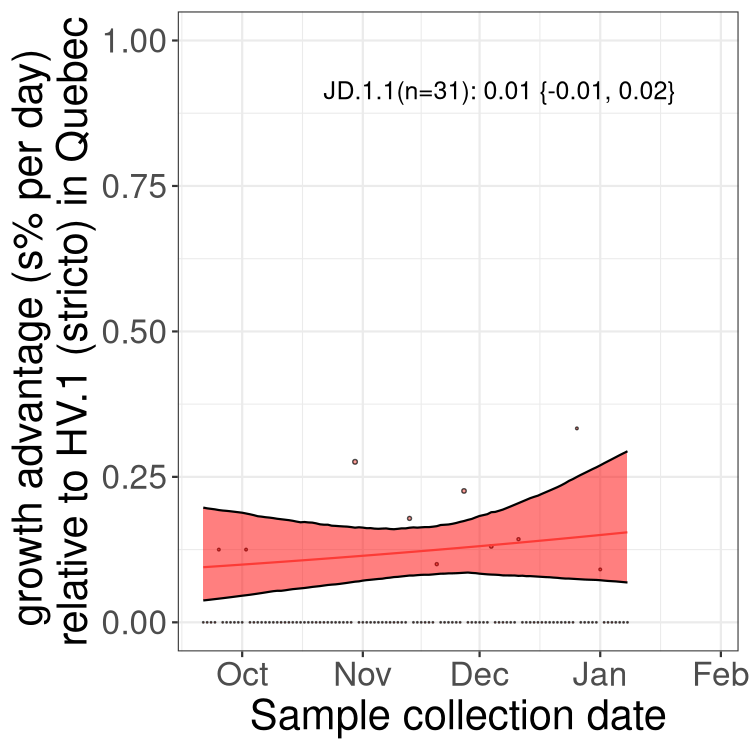 growth advantage (s% per day)
relative to HV.1 (stricto) in Quebec
1.00
0.75
0.50
0.25
0.00
JD.1.1(n=31): 0.01 {-0.01, 0.02}
Oct Nov Dec Jan Feb
Sample collection date